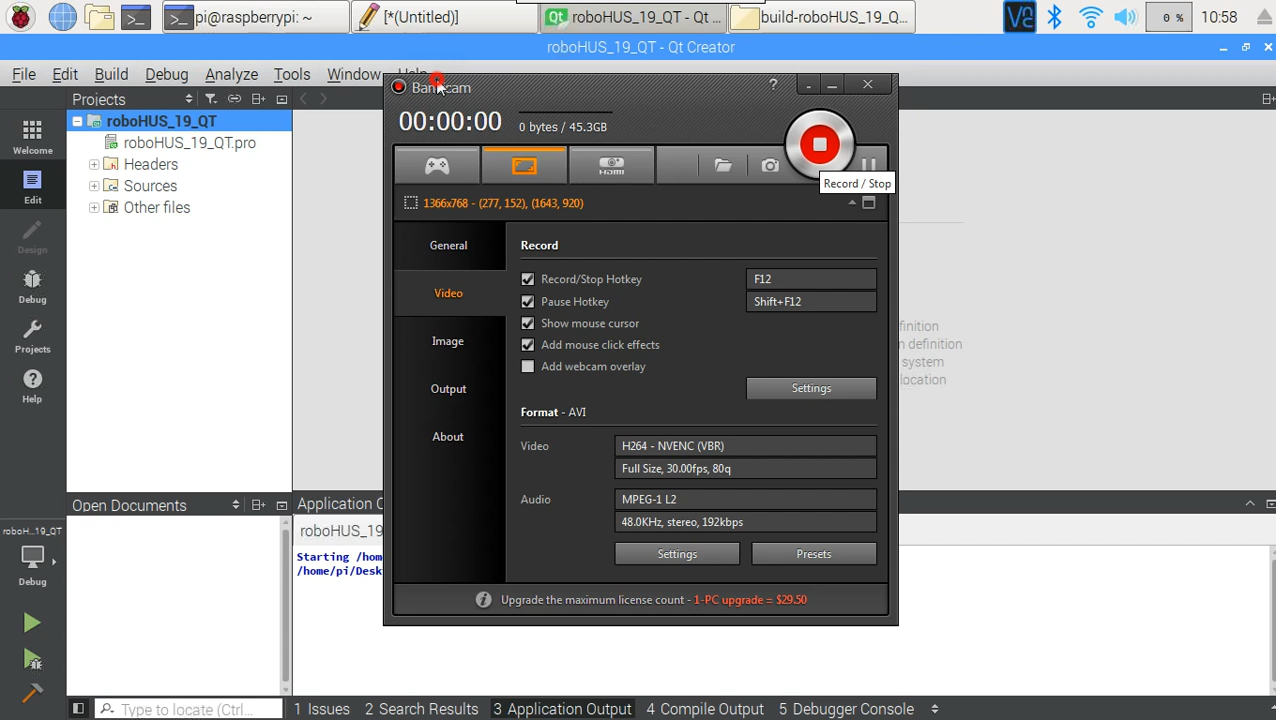 pi@raspberrypi: ~
*(Untitled)]
roboHUS_19_QT - Qt ...
build-roboHUS_19_Q...
0 %
10:58
roboHUS_19_QT - Qt Creator
File Edit Build Debug Analyze Tools Window Help
Projects
Welcome
Edit
Design
Debug
Projects
Help
roboHUS_19_QT
roboHUS_19_QT.pro
Headers
Sources
Other files
Bandicam
00:00:00
0 bytes / 45.3GB
HDMI
Record / Stop
1366x768 - (277, 152), (1643, 920)
General
Video
Image
Output
About
Record
Record/Stop Hotkey F12
Pause Hotkey Shift+F12
Show mouse cursor
Add mouse click effects
Add webcam overlay
Settings
Format - AVI
Video H264 - NVENC (VBR)
Full Size, 30.00fps, 80q
Audio MPEG-1 L2
48.0KHz, stereo, 192kbps
Settings Presets
Upgrade the maximum license count - 1-PC upgrade = $29.50
finition
n definition
system
location
Open Documents
Application O
roboHUS_19
Starting /hom
/home/pi/Desk
roboH...19_QT
Debug
Type to locate (Ctrl...
1 Issues 2 Search Results 3 Application Output 4 Compile Output 5 Debugger Console